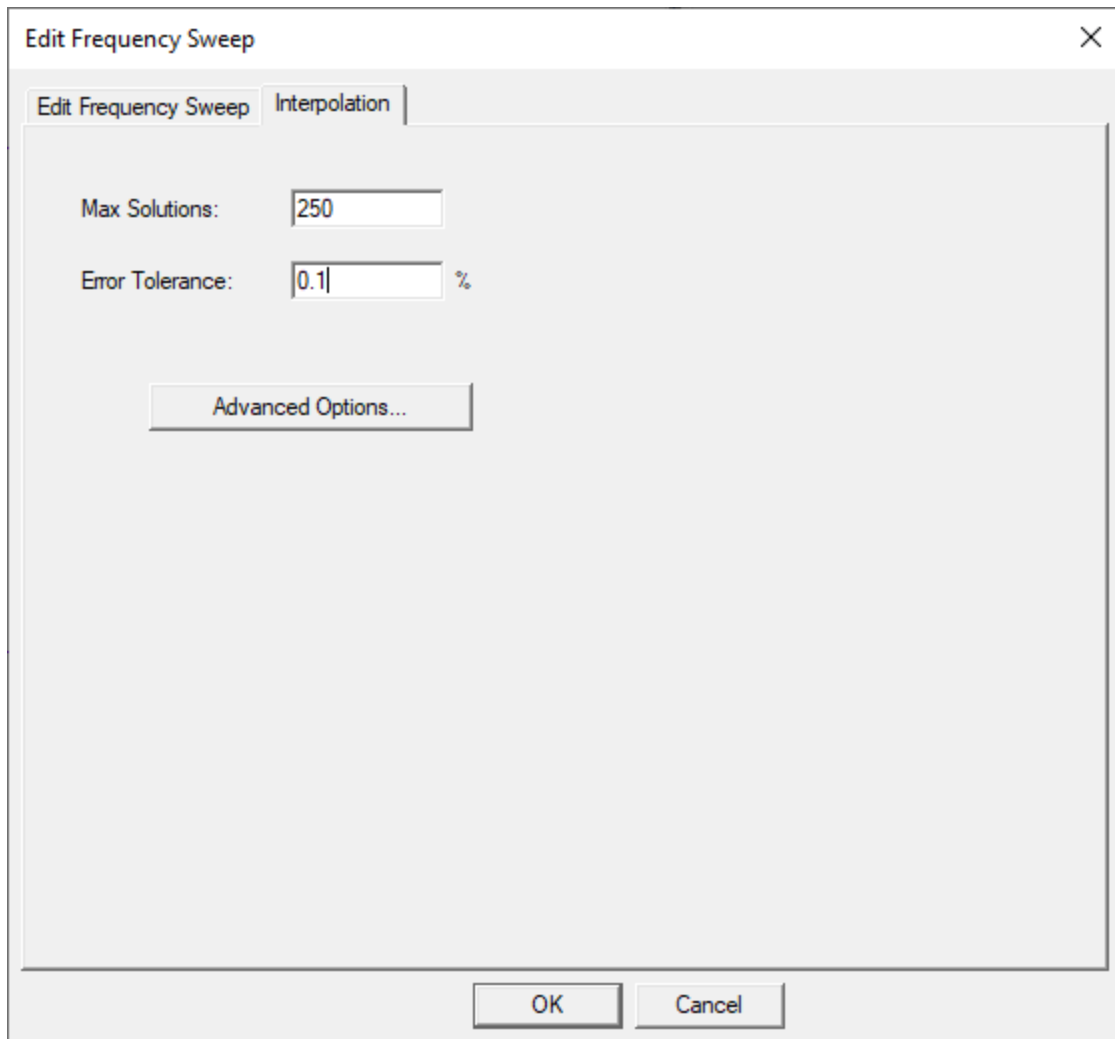 Edit Frequency Sweep
Edit Frequency Sweep Interpolation
Max Solutions: 250
Error Tolerance: 0.1 %
Advanced Options...
OK Cancel